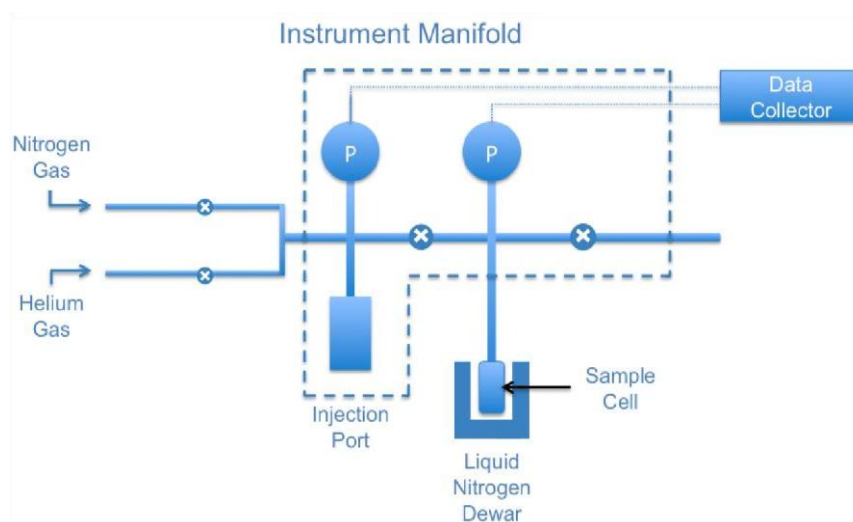 Instrument Manifold
Data
Collector
Nitrogen
Gas
P
P
Helium
Gas
Injection
Port
Sample
Cell
Liquid
Nitrogen
Dewar